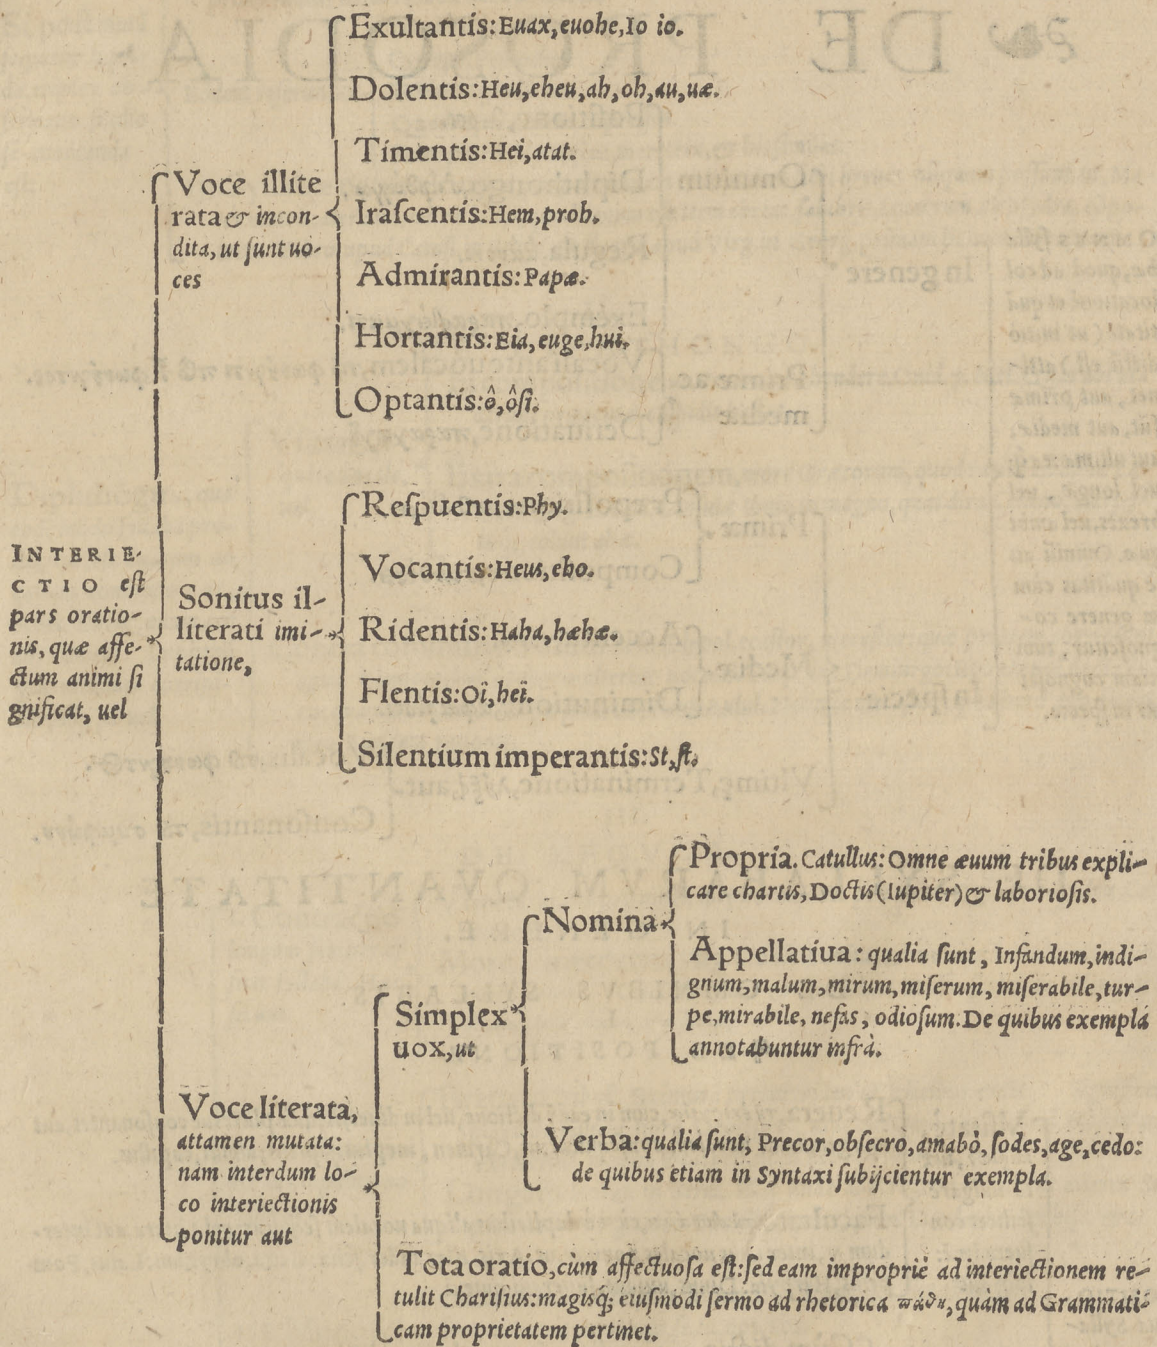 INTERIE-
CTIO eſt
pars oratio-
nis, quæ affe-
ctum animi ſi
gnificat, uel
Voce illite
rata & incon-
dita, ut ſunt uo-
ces
Exultantis: Euax, euohe, Io io.
Dolentis: Heu, eheu, ah, oh, au, uæ.
Timentis: Hei, atat.
Iraſcentis: Hem, proh.
Admirantis: Papæ.
Hortantis: Eia, euge, hui.
Optantis: ô, ôſi.
Sonitus il-
literati imi-
tatione,
Reſpuentis: Phy.
Vocantis: Heus, eho.
Ridentis: Haha, hæhæ.
Flentis: Oî, heî.
Silentium imperantis: St, ſt.
Voce literata,
attamen mutata:
nam interdum lo-
co interiectionis
ponitur aut
Simplex
uox, ut
Nomina
Propria. Catullus: Omne æuum tribus expli-
care chartis, Doctis (Iupiter) & laborioſis.
Appellatiua: qualia ſunt, Infandum, indi-
gnum, malum, mirum, miſerum, miſerabile, tur-
pe, mirabile, nefas, odioſum. De quibus exempla
annotabuntur infrà.
Verba: qualia ſunt, Precor, obſecrò, amabò, ſodes, age, cedo:
de quibus etiam in Syntaxi ſubijcientur exempla.
Tota oratio, cùm affectuoſa eſt: ſed eam impropriè ad interiectionem re-
tulit Chariſius: magisq́; eiuſmodi ſermo ad rhetorica πάθη, quàm ad Grammati-
cam proprietatem pertinet.